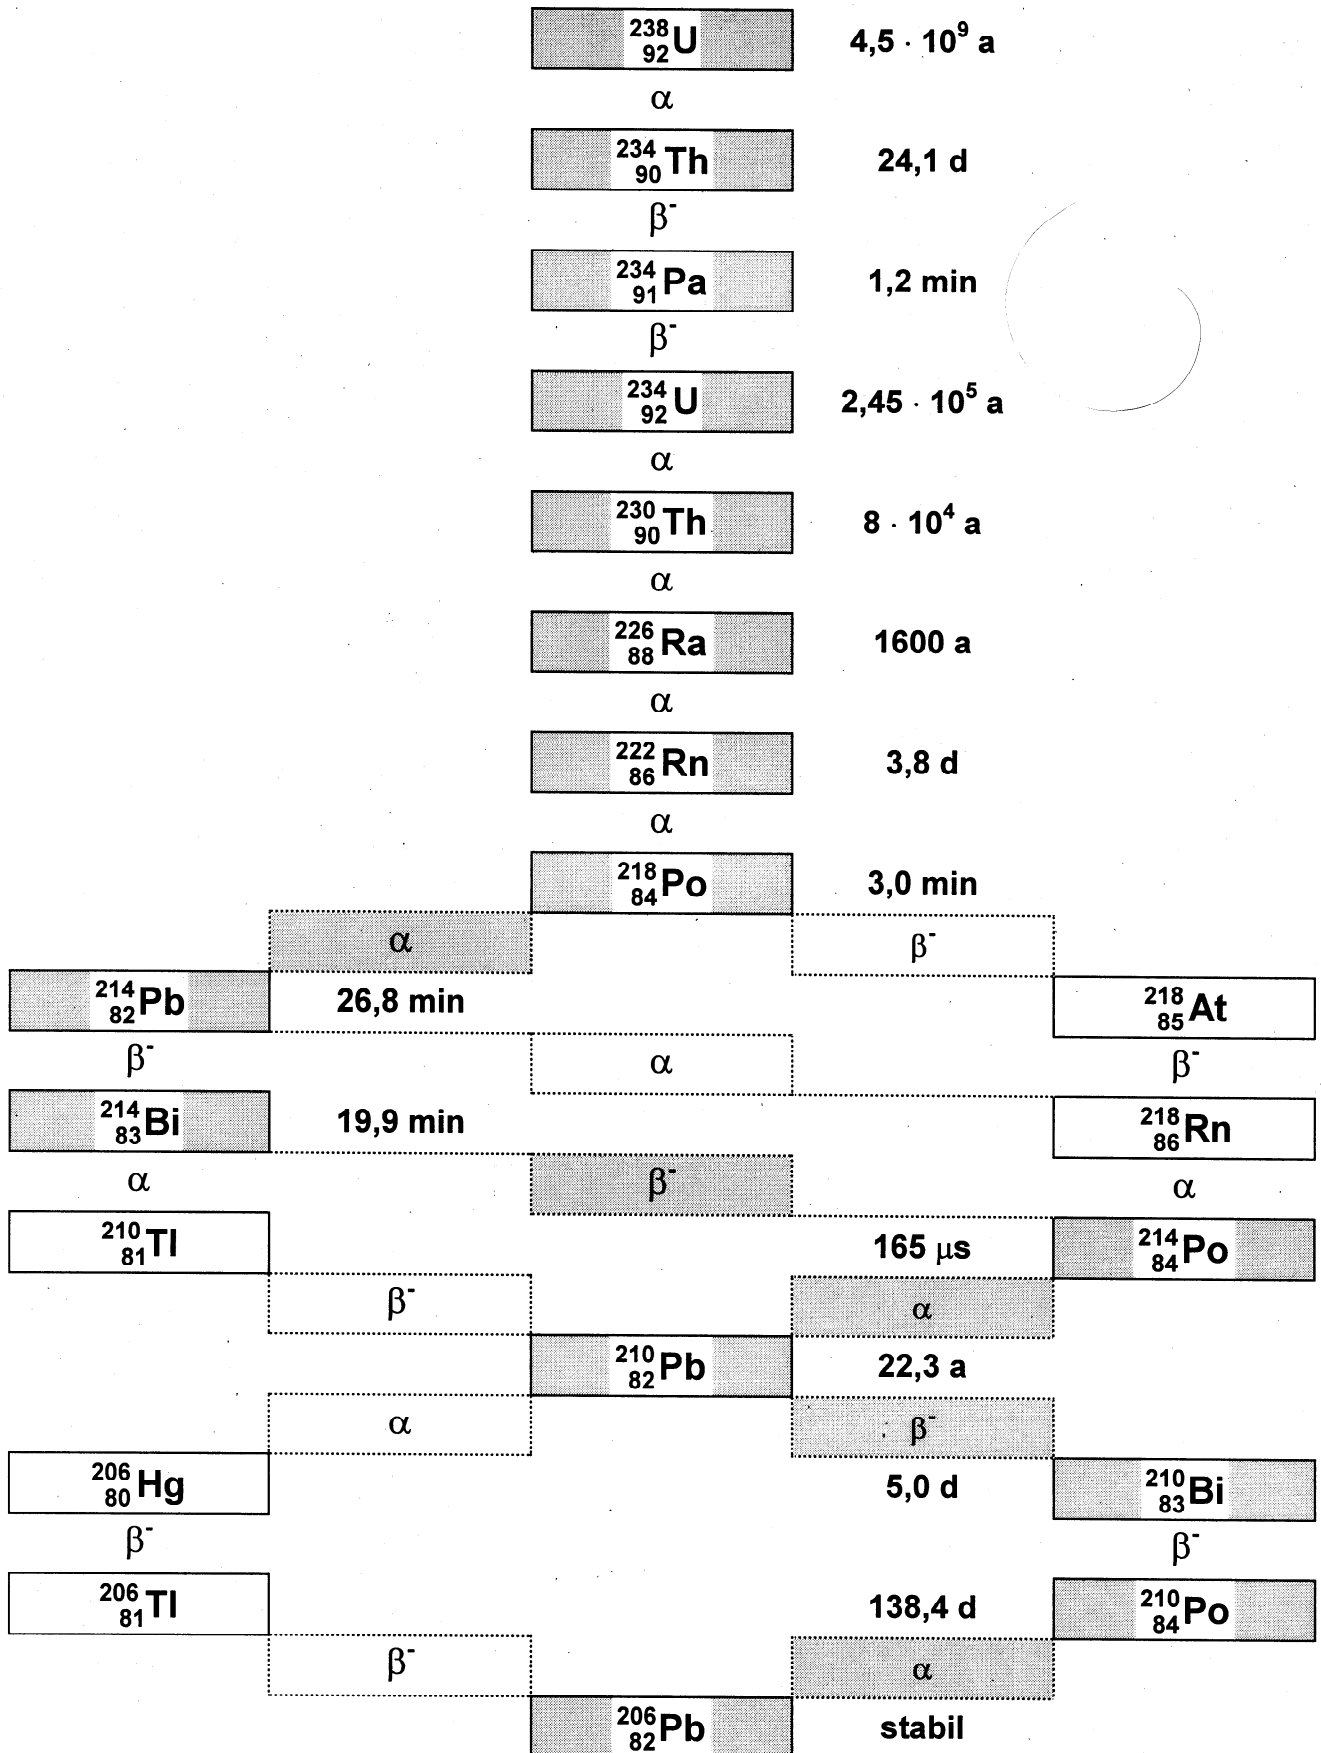 ²³⁸₉₂U 4,5 · 10⁹ a
α
²³⁴₉₀Th 24,1 d
β⁻
²³⁴₉₁Pa 1,2 min
β⁻
²³⁴₉₂U 2,45 · 10⁵ a
α
²³⁰₉₀Th 8 · 10⁴ a
α
²²⁶₈₈Ra 1600 a
α
²²²₈₆Rn 3,8 d
α
²¹⁸₈₄Po 3,0 min
α β⁻
²¹⁴₈₂Pb 26,8 min ²¹⁸₈₅At
β⁻ α β⁻
²¹⁴₈₃Bi 19,9 min ²¹⁸₈₆Rn
α β⁻ α
²¹⁰₈₁Tl 165 μs ²¹⁴₈₄Po
β⁻ α
²¹⁰₈₂Pb 22,3 a
α β⁻
²⁰⁶₈₀Hg 5,0 d ²¹⁰₈₃Bi
β⁻ β⁻
²⁰⁶₈₁Tl 138,4 d ²¹⁰₈₄Po
β⁻ α
²⁰⁶₈₂Pb stabil